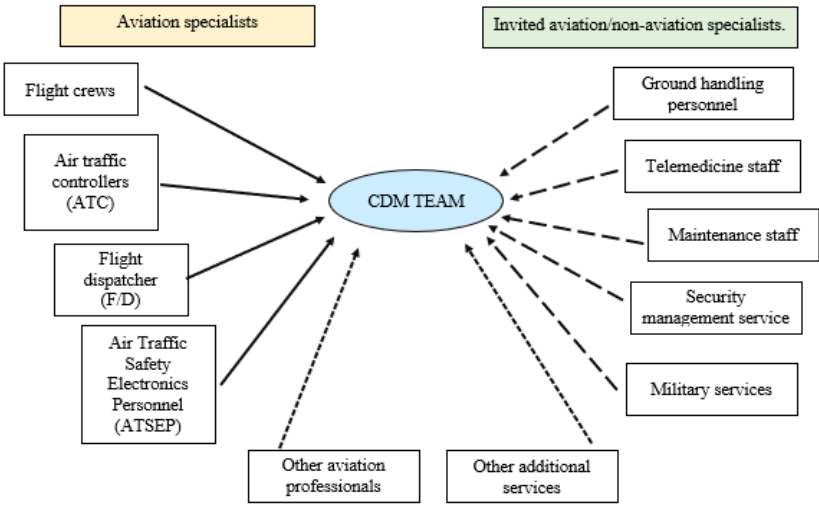 Aviation specialists
Invited aviation/non-aviation specialists.
Flight crews
Air traffic
controllers
(ATC)
Flight
dispatcher
(F/D)
Air Traffic
Safety
Electronics
Personnel
(ATSEP)
Other aviation
professionals
CDM TEAM
Other additional
services
Ground handling
personnel
Telemedicine staff
Maintenance staff
Security
management service
Military services